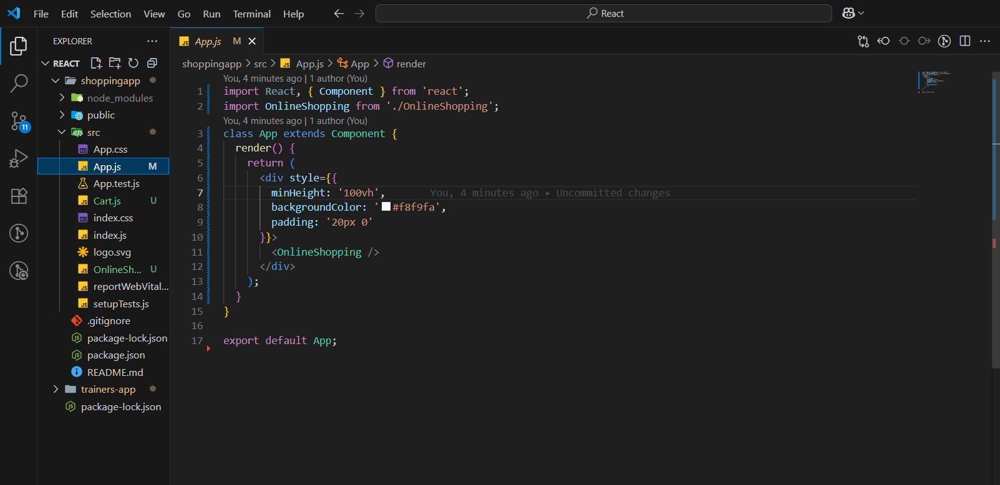 File Edit Selection View Go Run Terminal Help
React
EXPLORER
REACT
shoppingapp
node_modules
public
src
App.css
App.js M
App.test.js
Cart.js U
index.css
index.js
logo.svg
OnlineSh... U
reportWebVital...
setupTests.js
.gitignore
package-lock.json
package.json
README.md
trainers-app
package-lock.json
11
App.js M
shoppingapp > src > App.js > App > render
You, 4 minutes ago | 1 author (You)
1 import React, { Component } from 'react';
2 import OnlineShopping from './OnlineShopping';
You, 4 minutes ago | 1 author (You)
3 class App extends Component {
4 render() {
5 return (
6 <div style={{
7 minHeight: '100vh', You, 4 minutes ago • Uncommitted changes
8 backgroundColor: '#f8f9fa',
9 padding: '20px 0'
10 }}>
11 <OnlineShopping />
12 </div>
13 );
14 }
15 }
16
17 export default App;